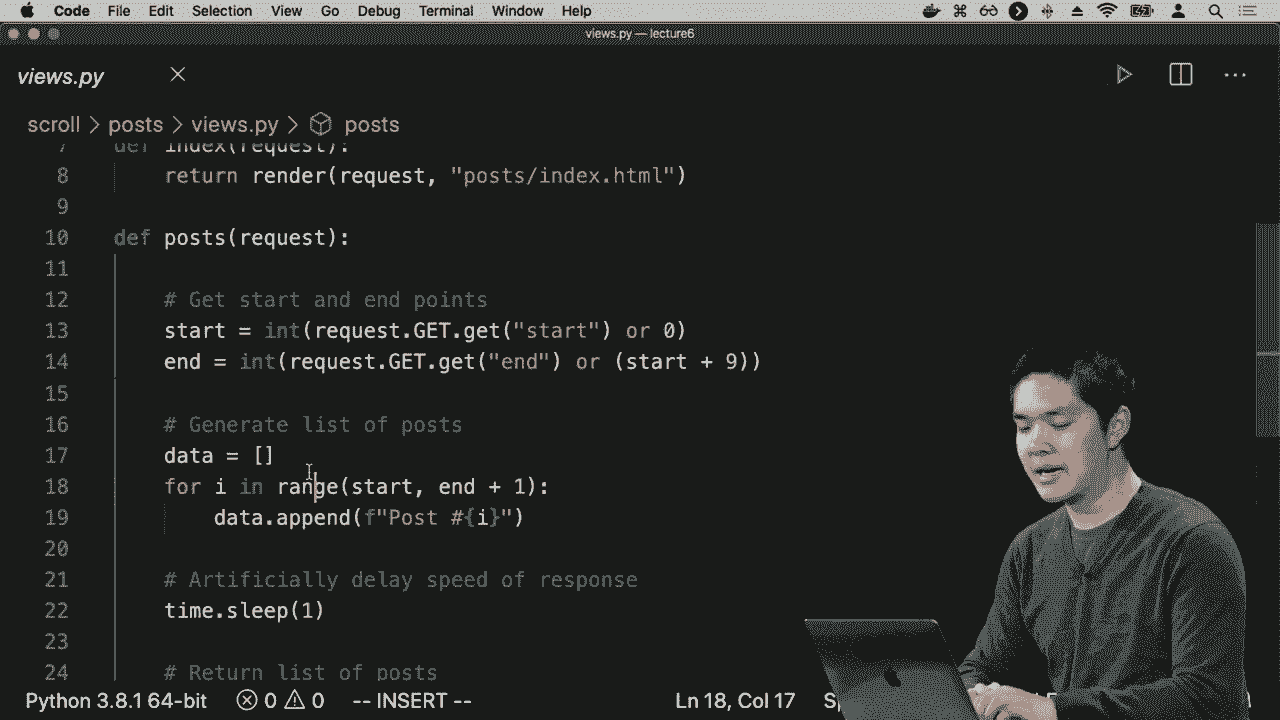 Code File Edit Selection View Go Debug Terminal Window Help
views.py — lecture6
views.py
scroll > posts > views.py > posts
7 def index(request):
8 return render(request, "posts/index.html")
9
10 def posts(request):
11
12 # Get start and end points
13 start = int(request.GET.get("start") or 0)
14 end = int(request.GET.get("end") or (start + 9))
15
16 # Generate list of posts
17 data = []
18 for i in range(start, end + 1):
19 data.append(f"Post #{i}")
20
21 # Artificially delay speed of response
22 time.sleep(1)
23
24 # Return list of posts
Python 3.8.1 64-bit 0 0 -- INSERT -- Ln 18, Col 17